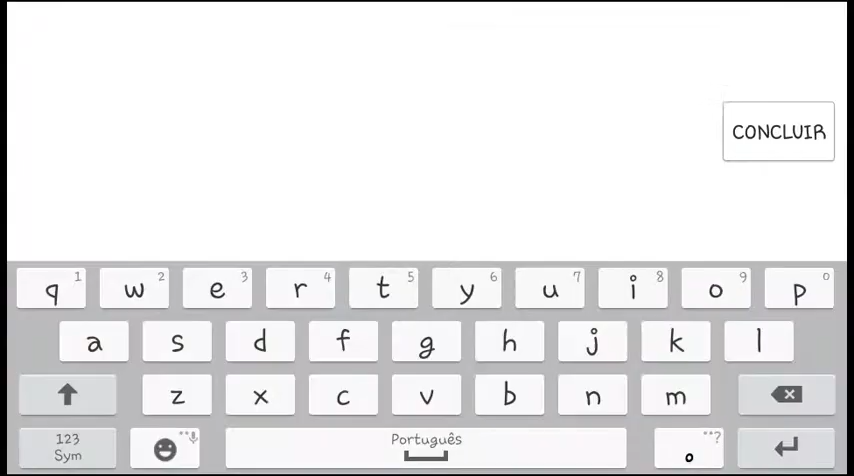 CONCLUIR
1 2 3 4 5 6 7 8 9 0
q w e r t y u i o p
a s d f g h j k l
z x c v b n m
123 Português ?
Sym .